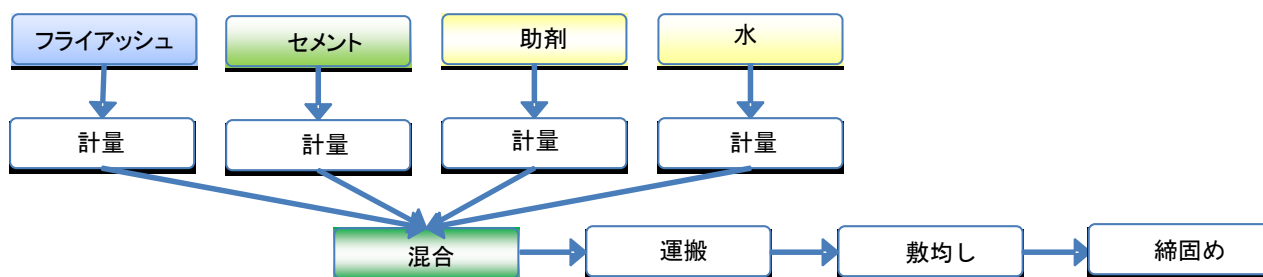 フライアッシュ
セメント
助剤
水
計量
計量
計量
計量
混合
運搬
敷均し
締固め